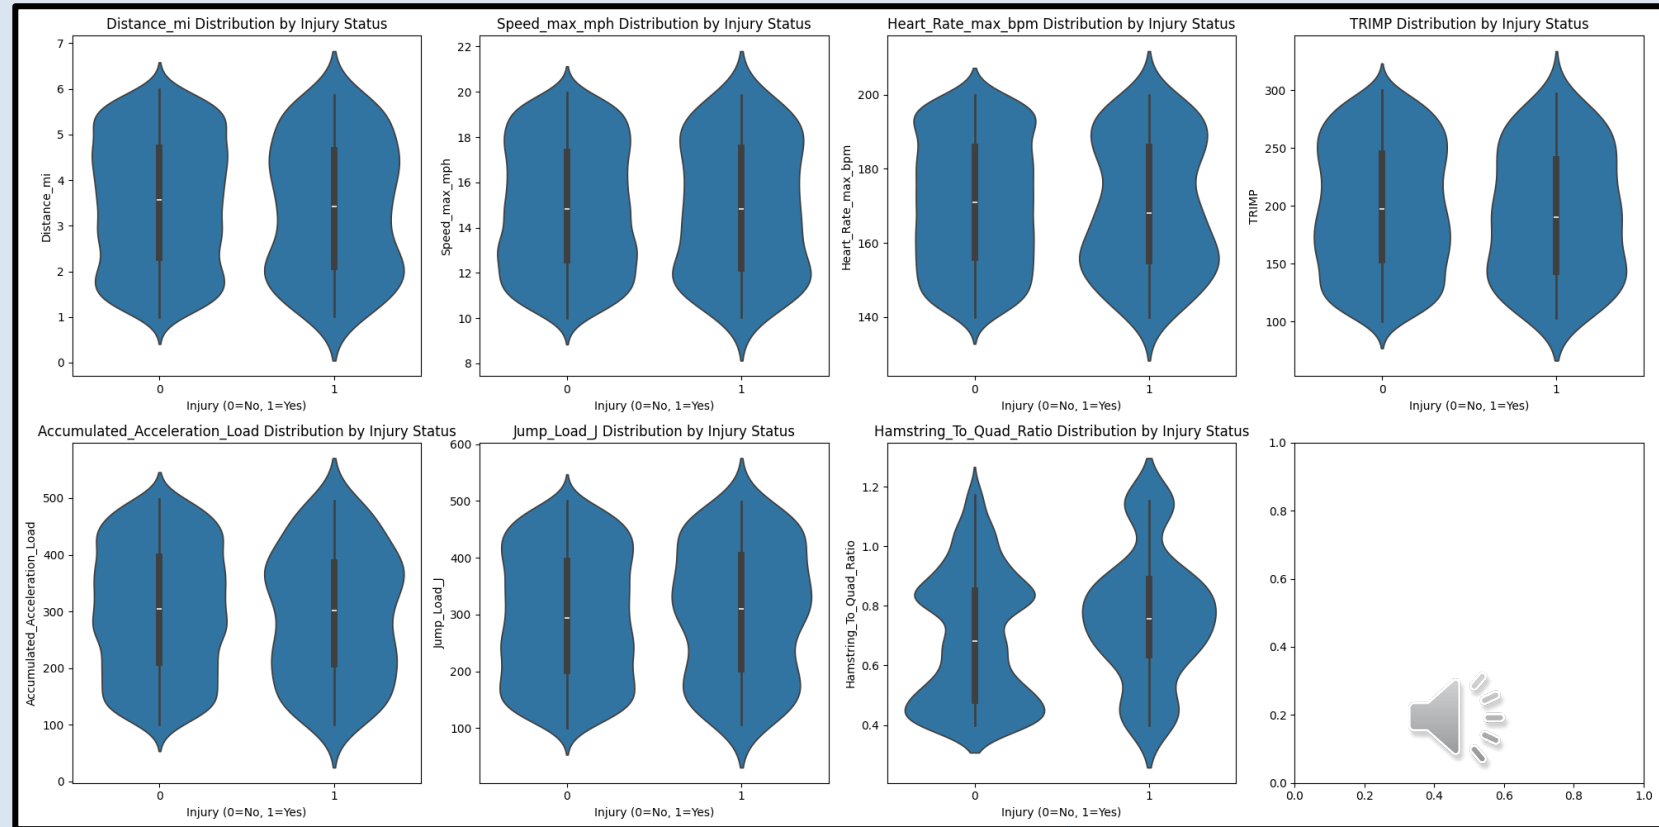 Distance_mi Distribution by Injury Status
Distance_mi
7
6
5
4
3
2
1
0
0 1
Injury (0=No, 1=Yes)
Speed_max_mph Distribution by Injury Status
Speed_max_mph
22
20
18
16
14
12
10
8
0 1
Injury (0=No, 1=Yes)
Heart_Rate_max_bpm Distribution by Injury Status
Heart_Rate_max_bpm
200
180
160
140
0 1
Injury (0=No, 1=Yes)
TRIMP Distribution by Injury Status
TRIMP
300
250
200
150
100
0 1
Injury (0=No, 1=Yes)
Accumulated_Acceleration_Load Distribution by Injury Status
Accumulated_Acceleration_Load
500
400
300
200
100
0
0 1
Injury (0=No, 1=Yes)
Jump_Load_J Distribution by Injury Status
Jump_Load_J
600
500
400
300
200
100
0 1
Injury (0=No, 1=Yes)
Hamstring_To_Quad_Ratio Distribution by Injury Status
Hamstring_To_Quad_Ratio
1.2
1.0
0.8
0.6
0.4
0 1
Injury (0=No, 1=Yes)
1.0
0.8
0.6
0.4
0.2
0.0
0.0 0.2 0.4 0.6 0.8 1.0